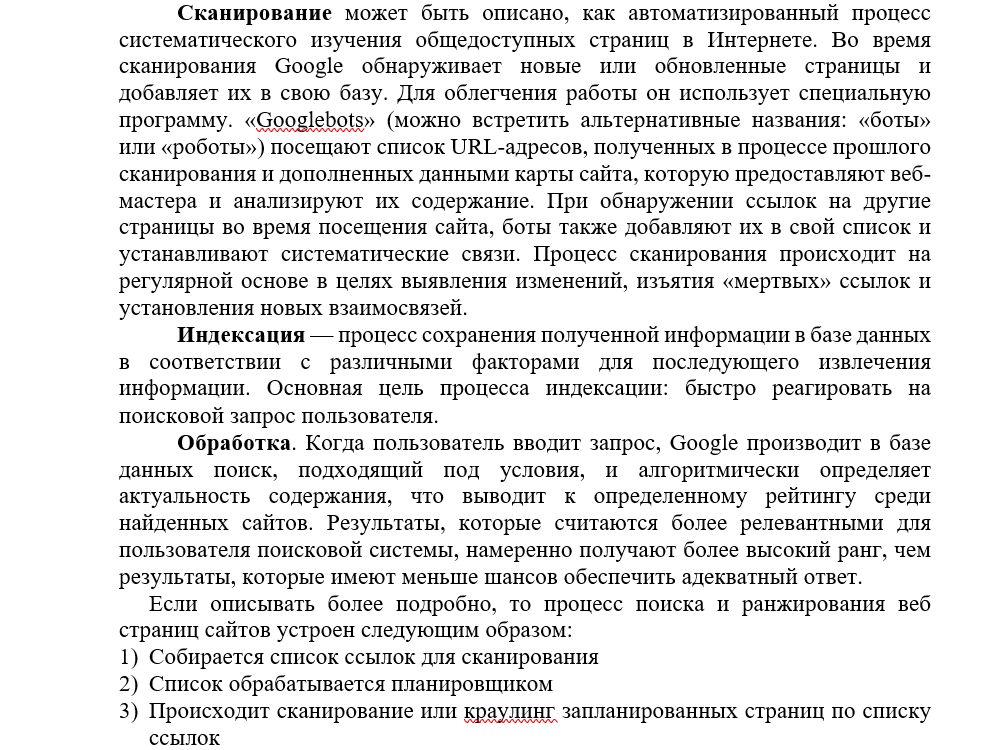 Сканирование может быть описано, как автоматизированный процесс
систематического изучения общедоступных страниц в Интернете. Во время
сканирования Google обнаруживает новые или обновленные страницы и
добавляет их в свою базу. Для облегчения работы он использует специальную
программу. «Googlebots» (можно встретить альтернативные названия: «боты»
или «роботы») посещают список URL-адресов, полученных в процессе прошлого
сканирования и дополненных данными карты сайта, которую предоставляют веб-
мастера и анализируют их содержание. При обнаружении ссылок на другие
страницы во время посещения сайта, боты также добавляют их в свой список и
устанавливают систематические связи. Процесс сканирования происходит на
регулярной основе в целях выявления изменений, изъятия «мертвых» ссылок и
установления новых взаимосвязей.
Индексация — процесс сохранения полученной информации в базе данных
в соответствии с различными факторами для последующего извлечения
информации. Основная цель процесса индексации: быстро реагировать на
поисковой запрос пользователя.
Обработка. Когда пользователь вводит запрос, Google производит в базе
данных поиск, подходящий под условия, и алгоритмически определяет
актуальность содержания, что выводит к определенному рейтингу среди
найденных сайтов. Результаты, которые считаются более релевантными для
пользователя поисковой системы, намеренно получают более высокий ранг, чем
результаты, которые имеют меньше шансов обеспечить адекватный ответ.
Если описывать более подробно, то процесс поиска и ранжирования веб
страниц сайтов устроен следующим образом:
1) Собирается список ссылок для сканирования
2) Список обрабатывается планировщиком
3) Происходит сканирование или краулинг запланированных страниц по списку
ссылок